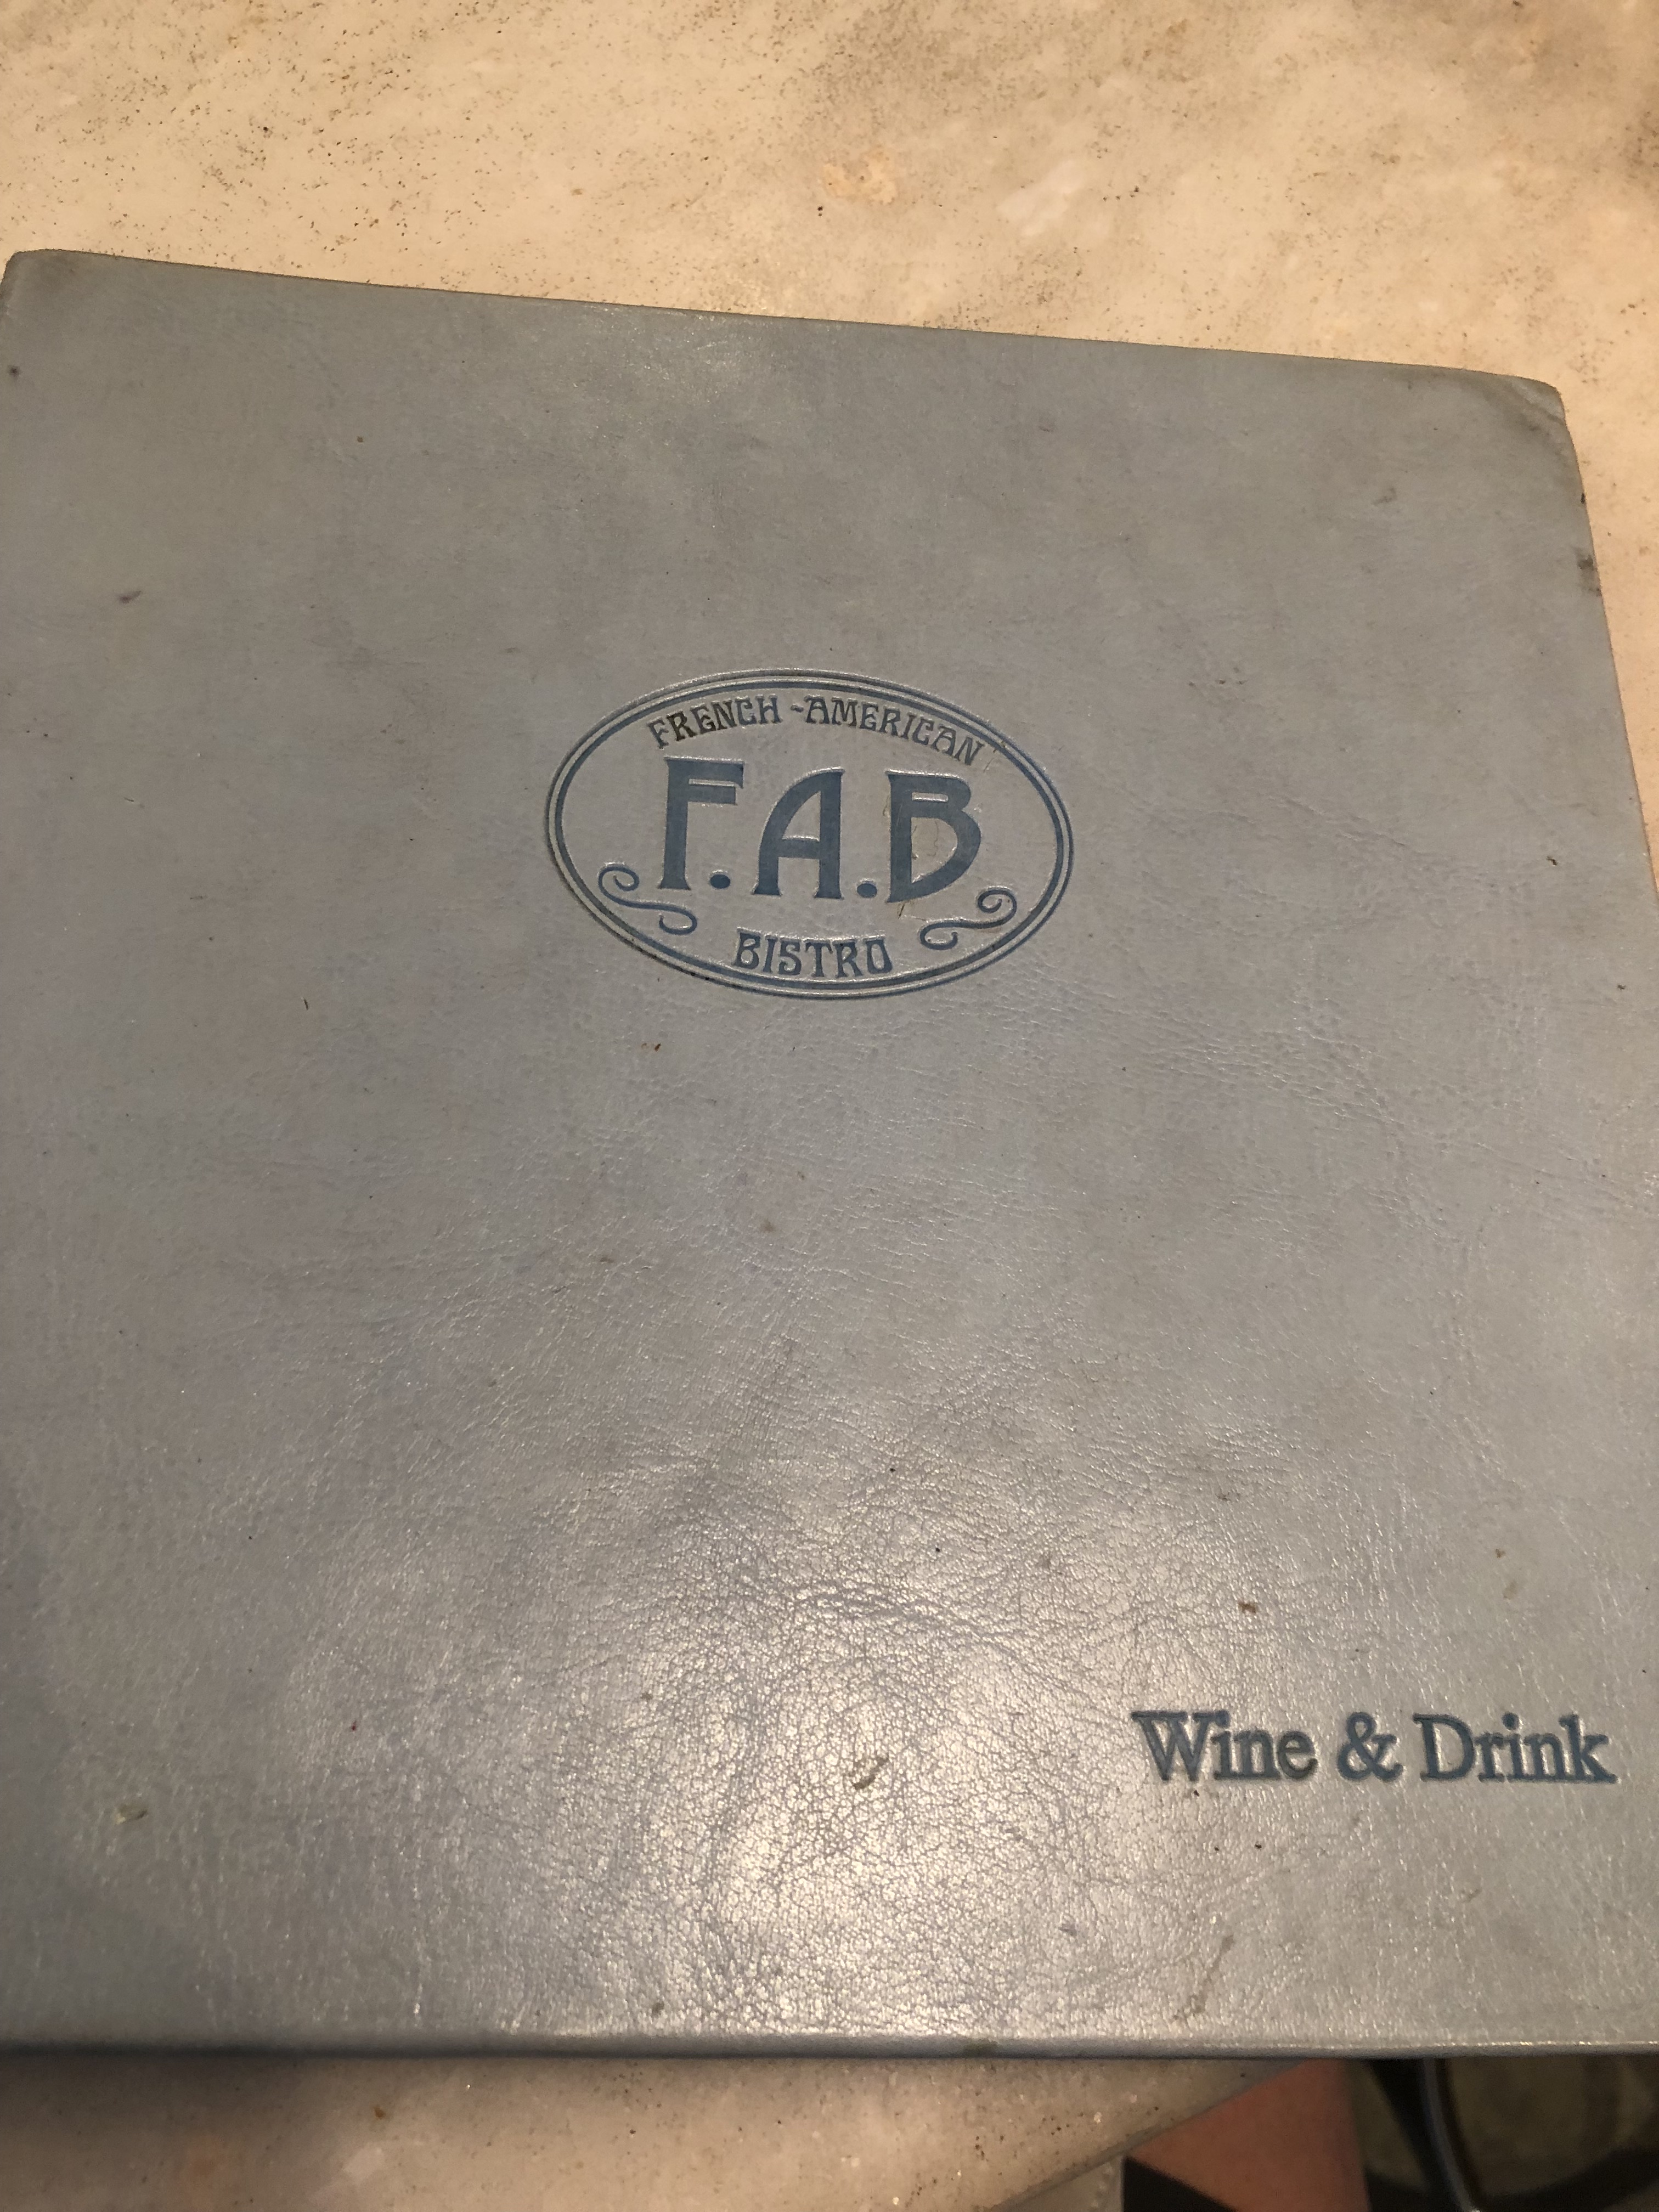 FRENCH-AMERICAN
F.A.B
BISTRO
Wine & Drink